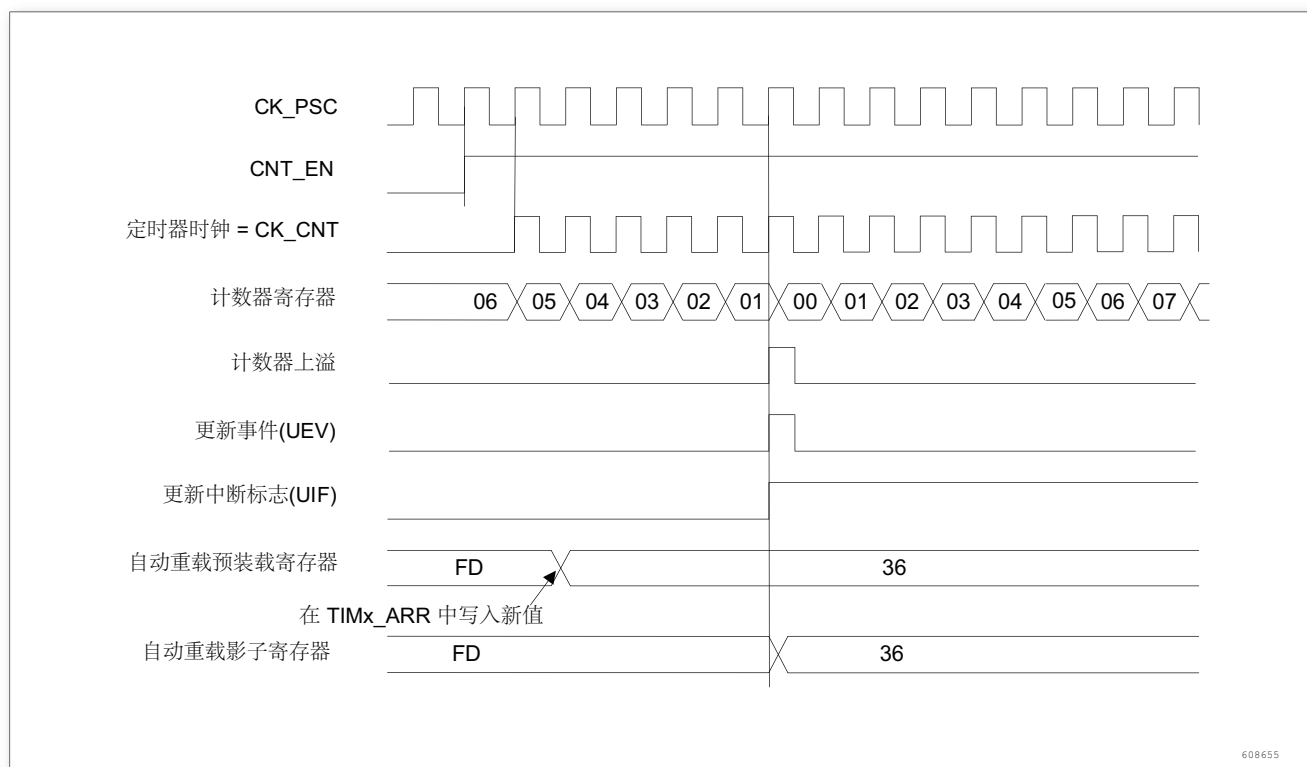 CK_PSC
CNT_EN
定时器时钟 = CK_CNT
计数器寄存器 06 05 04 03 02 01 00 01 02 03 04 05 06 07
计数器上溢
更新事件(UEV)
更新中断标志(UIF)
自动重载预装载寄存器 FD 36
在 TIMx_ARR 中写入新值
自动重载影子寄存器 FD 36
608655